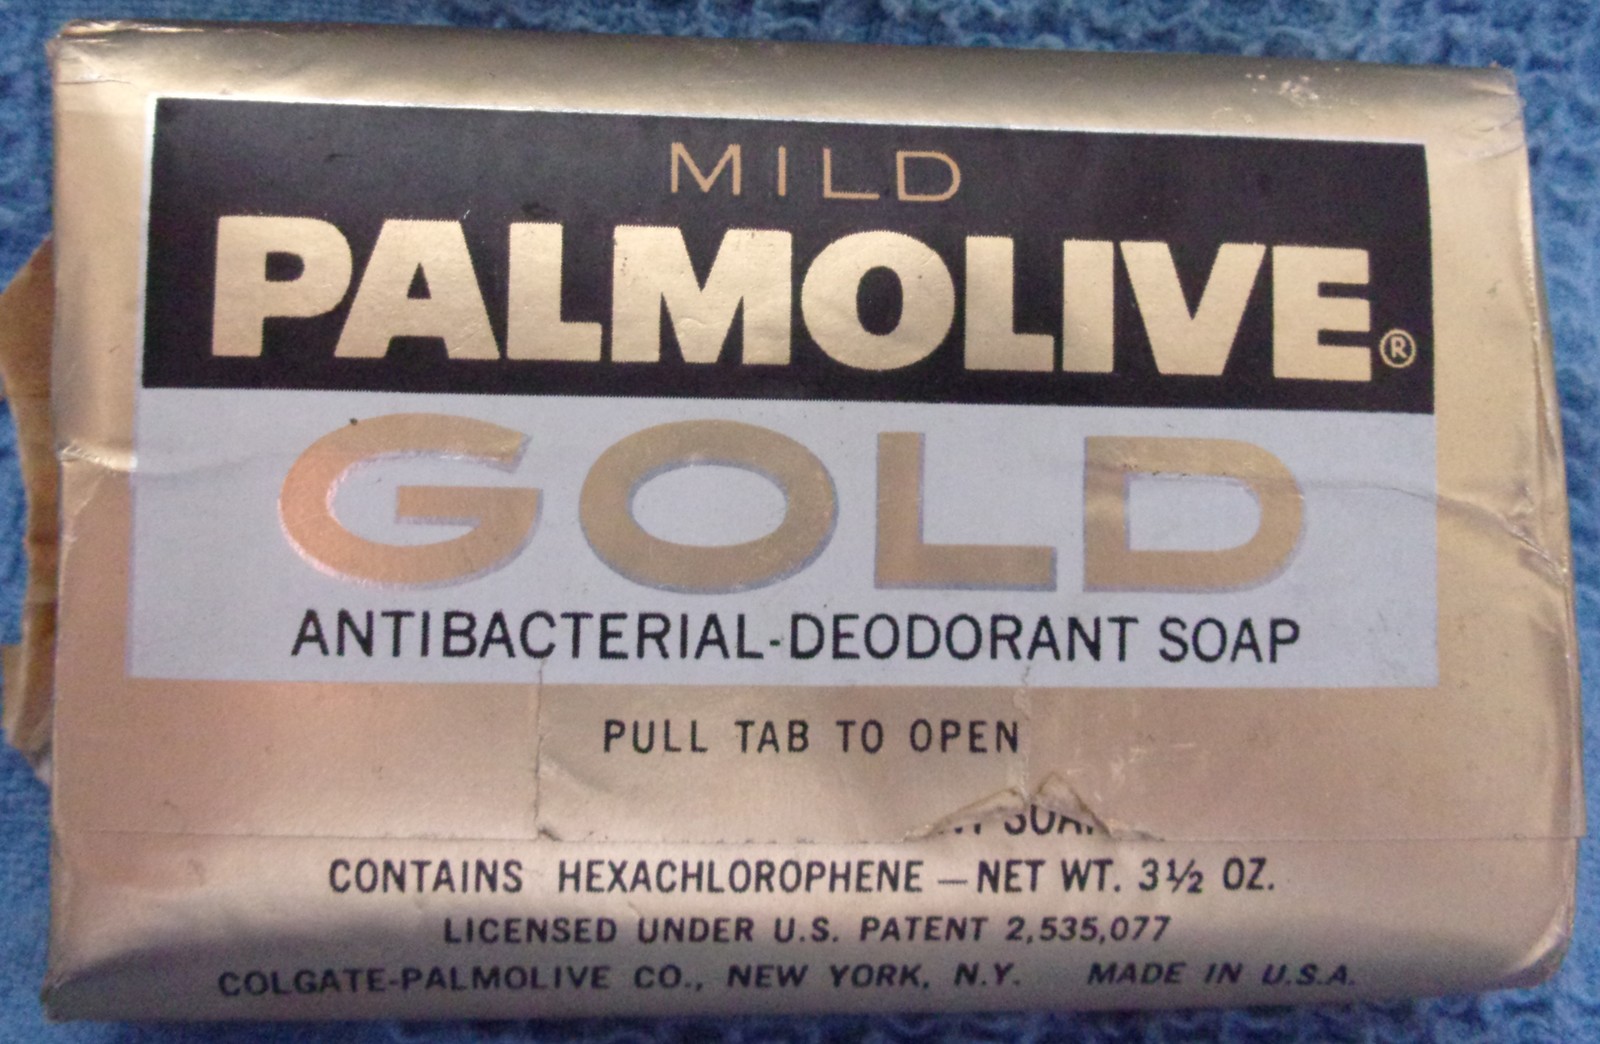 MILD
PALMOLIVE®
GOLD
ANTIBACTERIAL-DEODORANT SOAP
PULL TAB TO OPEN
SOAP
CONTAINS HEXACHLOROPHENE — NET WT. 3½ OZ.
LICENSED UNDER U.S. PATENT 2,535,077
COLGATE-PALMOLIVE CO., NEW YORK, N.Y. MADE IN U.S.A.